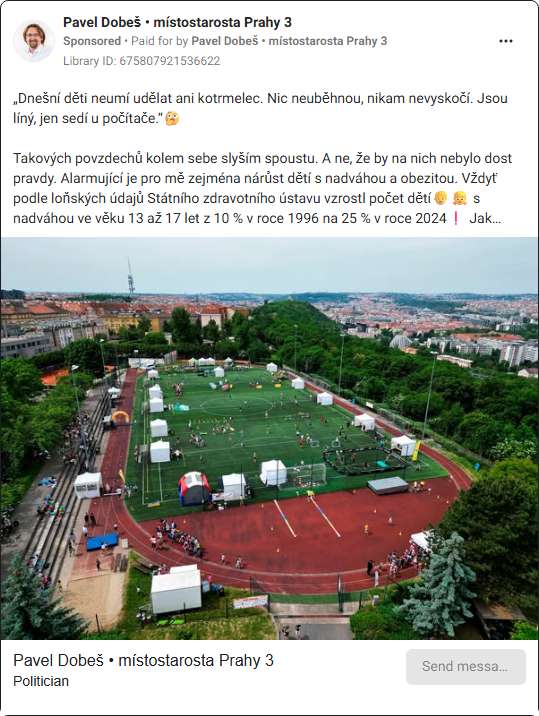 Pavel Dobeš • místostarosta Prahy 3
Sponsored • Paid for by Pavel Dobeš • místostarosta Prahy 3
Library ID: 675807921536622
„Dnešní děti neumí udělat ani kotrmelec. Nic neuběhnou, nikam nevyskočí. Jsou
líný, jen sedí u počítače.“🤔
Takových povzdechů kolem sebe slyším spoustu. A ne, že by na nich nebylo dost
pravdy. Alarmující je pro mě zejména nárůst dětí s nadváhou a obezitou. Vždyť
podle loňských údajů Státního zdravotního ústavu vzrostl počet dětí👦👧 s
nadváhou ve věku 13 až 17 let z 10 % v roce 1996 na 25 % v roce 2024❗ Jak…
Pavel Dobeš • místostarosta Prahy 3
Politician
Send messa...